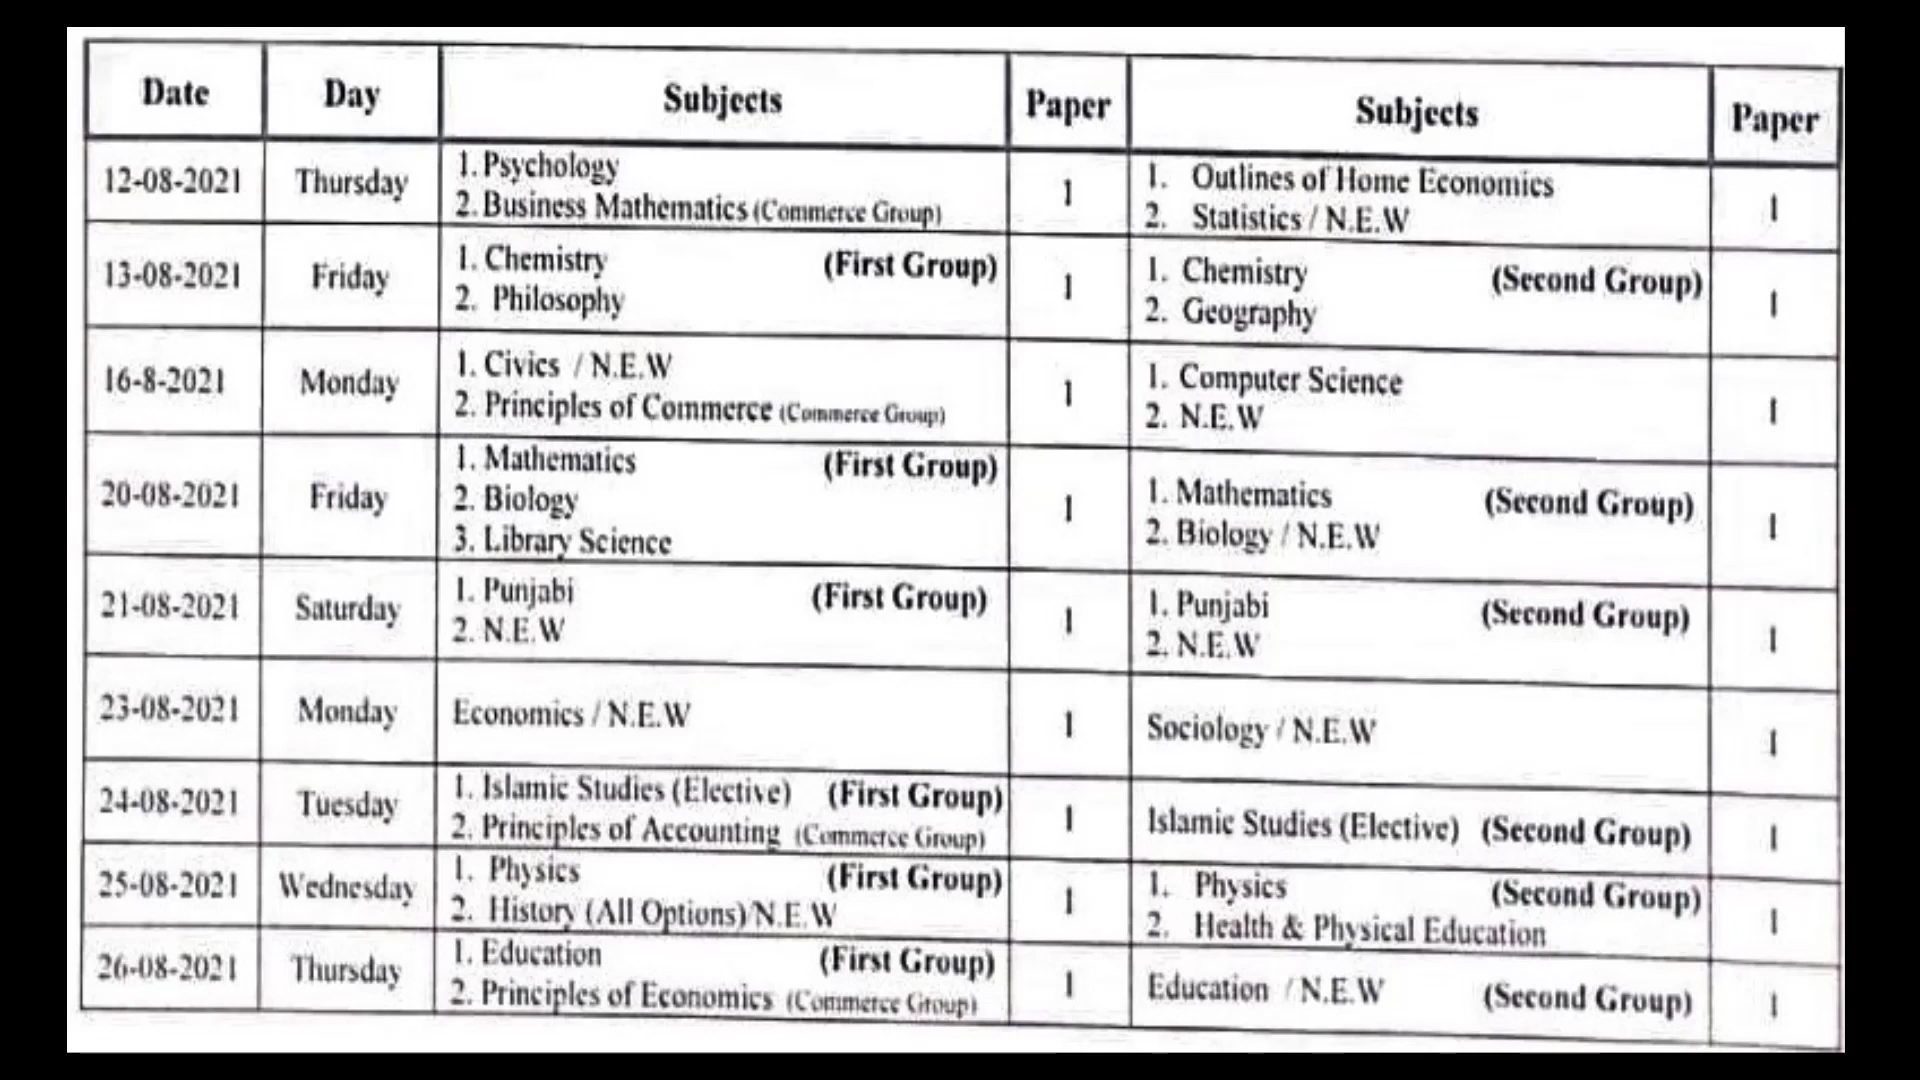 Date Day Subjects Paper Subjects Paper
12-08-2021 Thursday 1. Psychology 1 1. Outlines of Home Economics 1
2. Business Mathematics (Commerce Group) 2. Statistics / N.E.W
13-08-2021 Friday 1. Chemistry (First Group) 1 1. Chemistry (Second Group) 1
2. Philosophy 2. Geography
16-8-2021 Monday 1. Civics / N.E.W 1 1. Computer Science 1
2. Principles of Commerce (Commerce Group) 2. N.E.W
20-08-2021 Friday 1. Mathematics (First Group) 1 1. Mathematics (Second Group) 1
2. Biology 2. Biology / N.E.W
3. Library Science
21-08-2021 Saturday 1. Punjabi (First Group) 1 1. Punjabi (Second Group) 1
2. N.E.W 2. N.E.W
23-08-2021 Monday Economics / N.E.W 1 Sociology / N.E.W 1
24-08-2021 Tuesday 1. Islamic Studies (Elective) (First Group) 1 Islamic Studies (Elective) (Second Group) 1
2. Principles of Accounting (Commerce Group)
25-08-2021 Wednesday 1. Physics (First Group) 1 1. Physics (Second Group) 1
2. History (All Options)/N.E.W 2. Health & Physical Education
26-08-2021 Thursday 1. Education (First Group) 1 Education / N.E.W (Second Group) 1
2. Principles of Economics (Commerce Group)